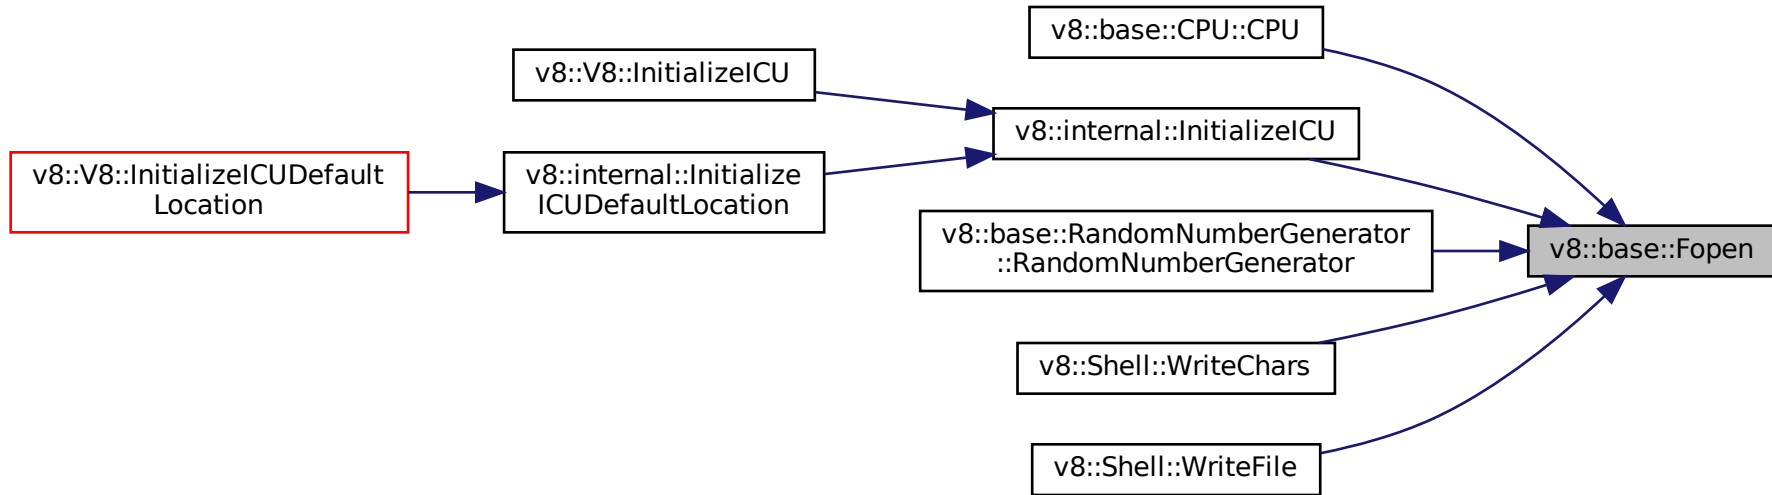 v8::base::CPU::CPU
v8::V8::InitializeICU
v8::internal::InitializeICU
v8::V8::InitializeICUDefault
Location
v8::internal::Initialize
ICUDefaultLocation
v8::base::RandomNumberGenerator
::RandomNumberGenerator
v8::base::Fopen
v8::Shell::WriteChars
v8::Shell::WriteFile